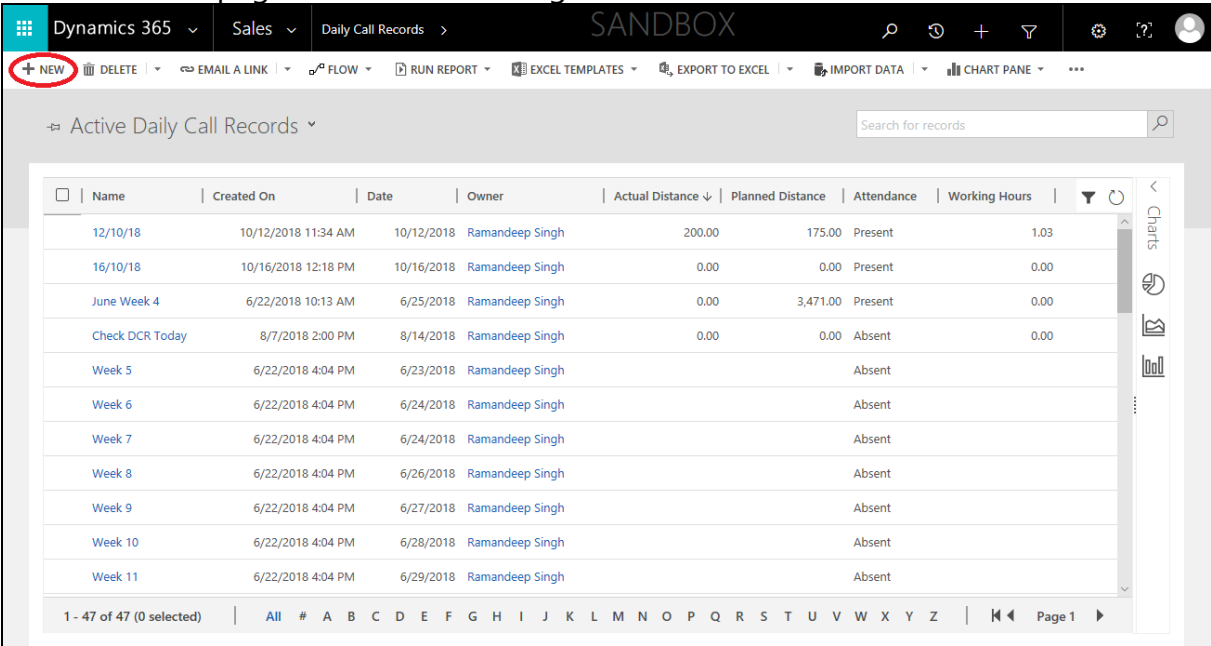 Dynamics 365 Sales Daily Call Records > SANDBOX
+ NEW DELETE EMAIL A LINK FLOW RUN REPORT EXCEL TEMPLATES EXPORT TO EXCEL IMPORT DATA CHART PANE ...
Active Daily Call Records
Search for records
Name Created On Date Owner Actual Distance ↓ Planned Distance Attendance Working Hours
12/10/18 10/12/2018 11:34 AM 10/12/2018 Ramandeep Singh 200.00 175.00 Present 1.03
16/10/18 10/16/2018 12:18 PM 10/16/2018 Ramandeep Singh 0.00 0.00 Present 0.00
June Week 4 6/22/2018 10:13 AM 6/25/2018 Ramandeep Singh 0.00 3,471.00 Present 0.00
Check DCR Today 8/7/2018 2:00 PM 8/14/2018 Ramandeep Singh 0.00 0.00 Absent 0.00
Week 5 6/22/2018 4:04 PM 6/23/2018 Ramandeep Singh Absent
Week 6 6/22/2018 4:04 PM 6/24/2018 Ramandeep Singh Absent
Week 7 6/22/2018 4:04 PM 6/24/2018 Ramandeep Singh Absent
Week 8 6/22/2018 4:04 PM 6/26/2018 Ramandeep Singh Absent
Week 9 6/22/2018 4:04 PM 6/27/2018 Ramandeep Singh Absent
Week 10 6/22/2018 4:04 PM 6/28/2018 Ramandeep Singh Absent
Week 11 6/22/2018 4:04 PM 6/29/2018 Ramandeep Singh Absent
Charts
1 - 47 of 47 (0 selected) All # A B C D E F G H I J K L M N O P Q R S T U V W X Y Z Page 1